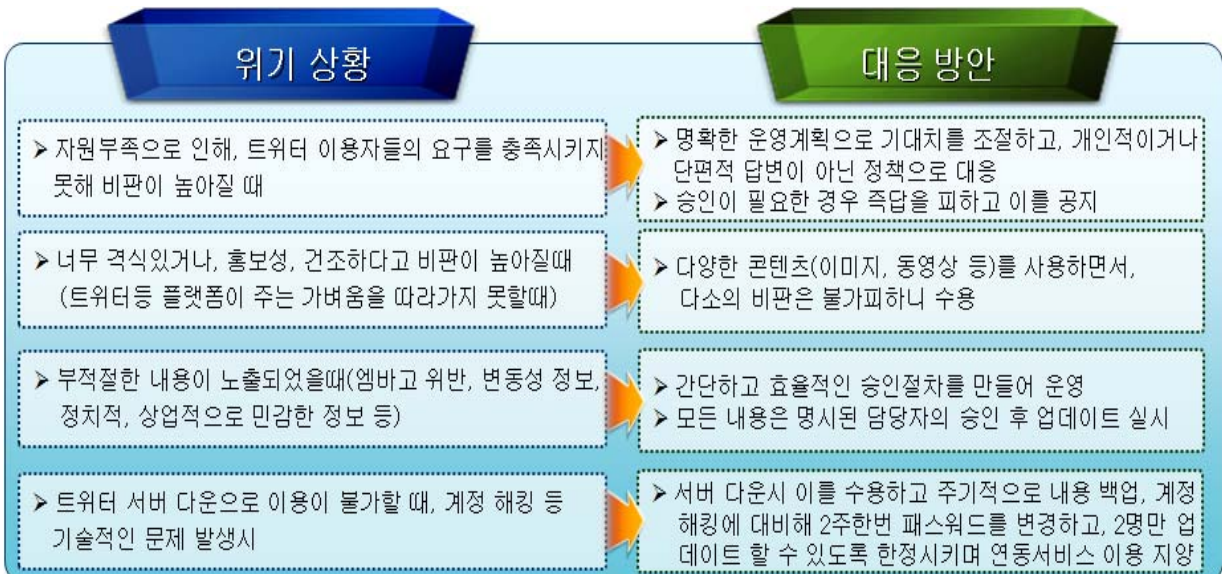 위기 상황
대응 방안
➤ 자원부족으로 인해, 트위터 이용자들의 요구를 충족시키지
못해 비판이 높아질 때
➤ 명확한 운영계획으로 기대치를 조절하고, 개인적이거나
단편적 답변이 아닌 정책으로 대응
➤ 승인이 필요한 경우 즉답을 피하고 이를 공지
➤ 너무 격식있거나, 홍보성, 건조하다고 비판이 높아질때
(트위터등 플랫폼이 주는 가벼움을 따라가지 못할때)
➤ 다양한 콘텐츠(이미지, 동영상 등)를 사용하면서,
다소의 비판은 불가피하니 수용
➤ 부적절한 내용이 노출되었을때(엠바고 위반, 변동성 정보,
정치적, 상업적으로 민감한 정보 등)
➤ 간단하고 효율적인 승인절차를 만들어 운영
➤ 모든 내용은 명시된 담당자의 승인 후 업데이트 실시
➤ 트위터 서버 다운으로 이용이 불가할 때, 계정 해킹 등
기술적인 문제 발생시
➤ 서버 다운시 이를 수용하고 주기적으로 내용 백업, 계정
해킹에 대비해 2주한번 패스워드를 변경하고, 2명만 업
데이트 할 수 있도록 한정시키며 연동서비스 이용 지양